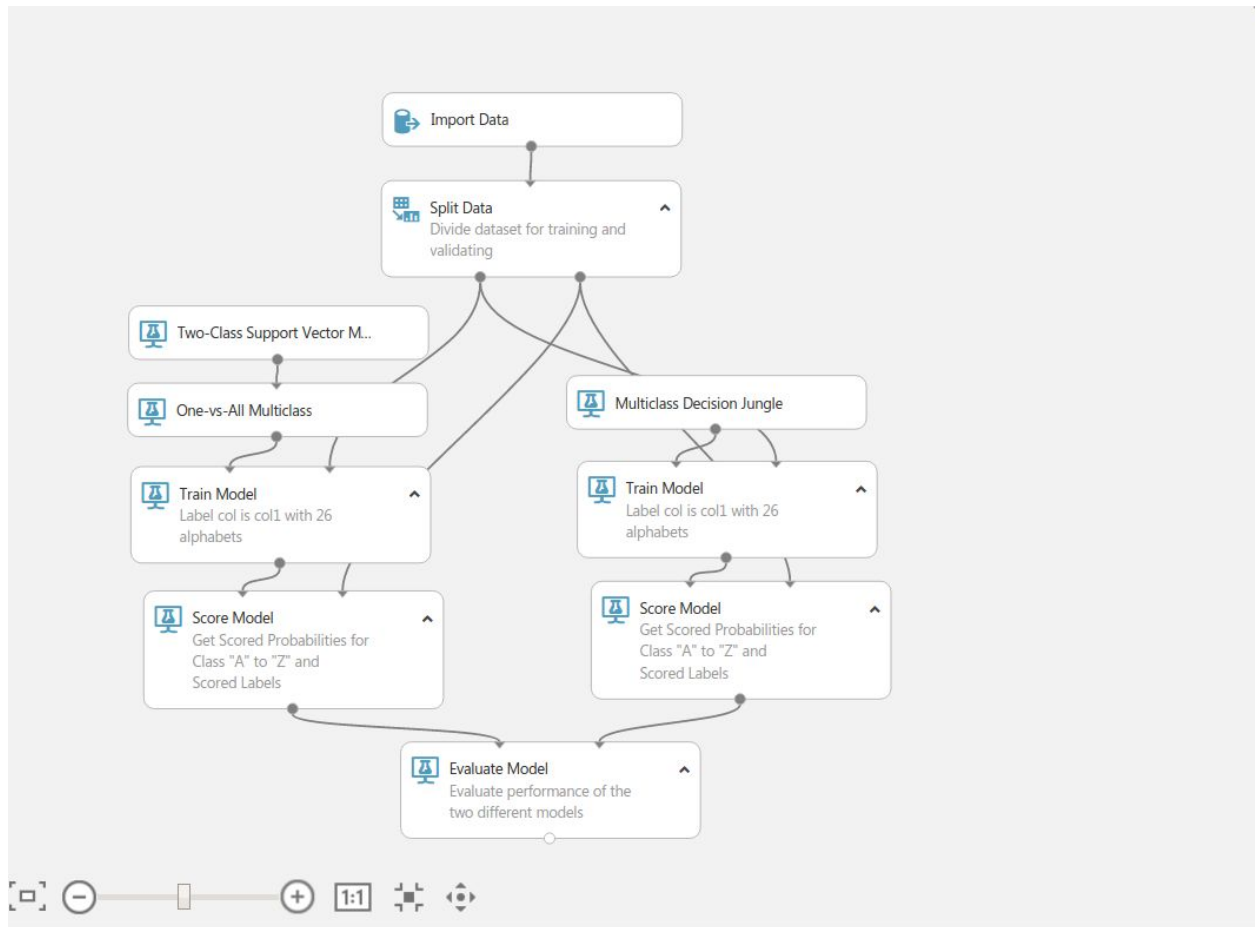 Import Data
Split Data
Divide dataset for training and
validating
Two-Class Support Vector M...
One-vs-All Multiclass
Multiclass Decision Jungle
Train Model
Label col is col1 with 26
alphabets
Train Model
Label col is col1 with 26
alphabets
Score Model
Get Scored Probabilities for
Class "A" to "Z" and
Scored Labels
Score Model
Get Scored Probabilities for
Class "A" to "Z" and
Scored Labels
Evaluate Model
Evaluate performance of the
two different models
1:1